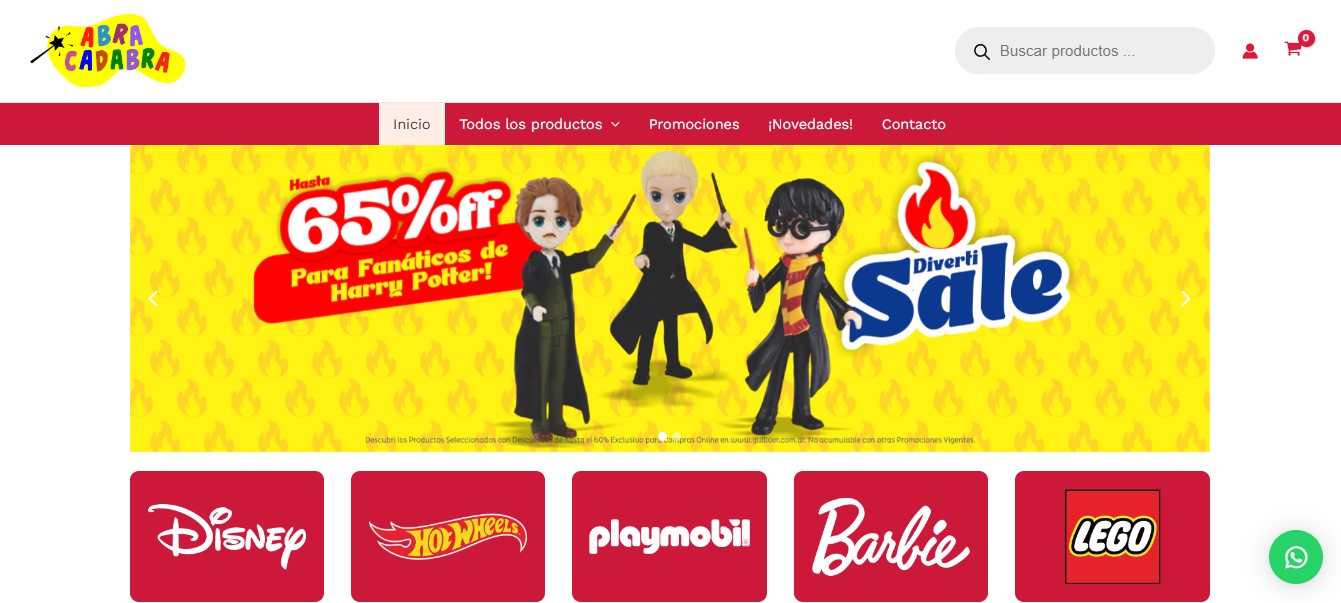 ABRA
CADABRA
Buscar productos ...
0
Inicio
Todos los productos
Promociones
¡Novedades!
Contacto
Hasta
65%off
Para Fanáticos de
Harry Potter!
Diverti
Sale
Descubrí los Productos Seleccionados con Descuentos de hasta el 60% Exclusivo para Compras Online en www.gulliver.com.ar. No acumulable con otras Promociones Vigentes.
Disney
Hot Wheels
playmobil
Barbie
LEGO